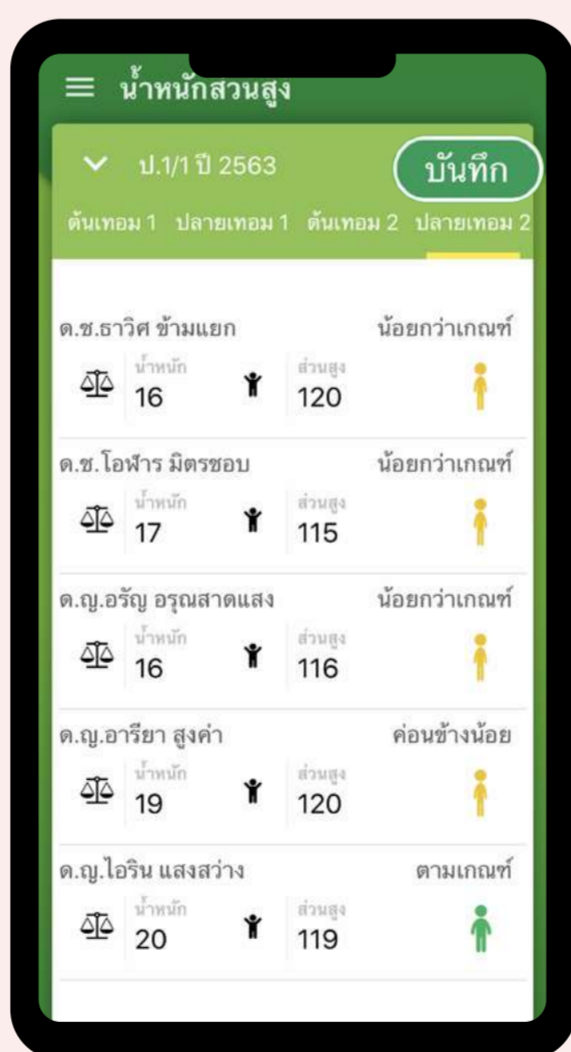 น้ำหนักสวนสูง
ป.1/1 ปี 2563 บันทึก
ต้นเทอม 1 ปลายเทอม 1 ต้นเทอม 2 ปลายเทอม 2
ด.ช.ธาวิศ ข้ามแยก น้อยกว่าเกณฑ์
น้ำหนัก ส่วนสูง
16 120
ด.ช.โอฬาร มิตรชอบ น้อยกว่าเกณฑ์
น้ำหนัก ส่วนสูง
17 115
ด.ญ.อรัญ อรุณสาดแสง น้อยกว่าเกณฑ์
น้ำหนัก ส่วนสูง
16 116
ด.ญ.อารียา สูงค่า ค่อนข้างน้อย
น้ำหนัก ส่วนสูง
19 120
ด.ญ.ไอริน แสงสว่าง ตามเกณฑ์
น้ำหนัก ส่วนสูง
20 119